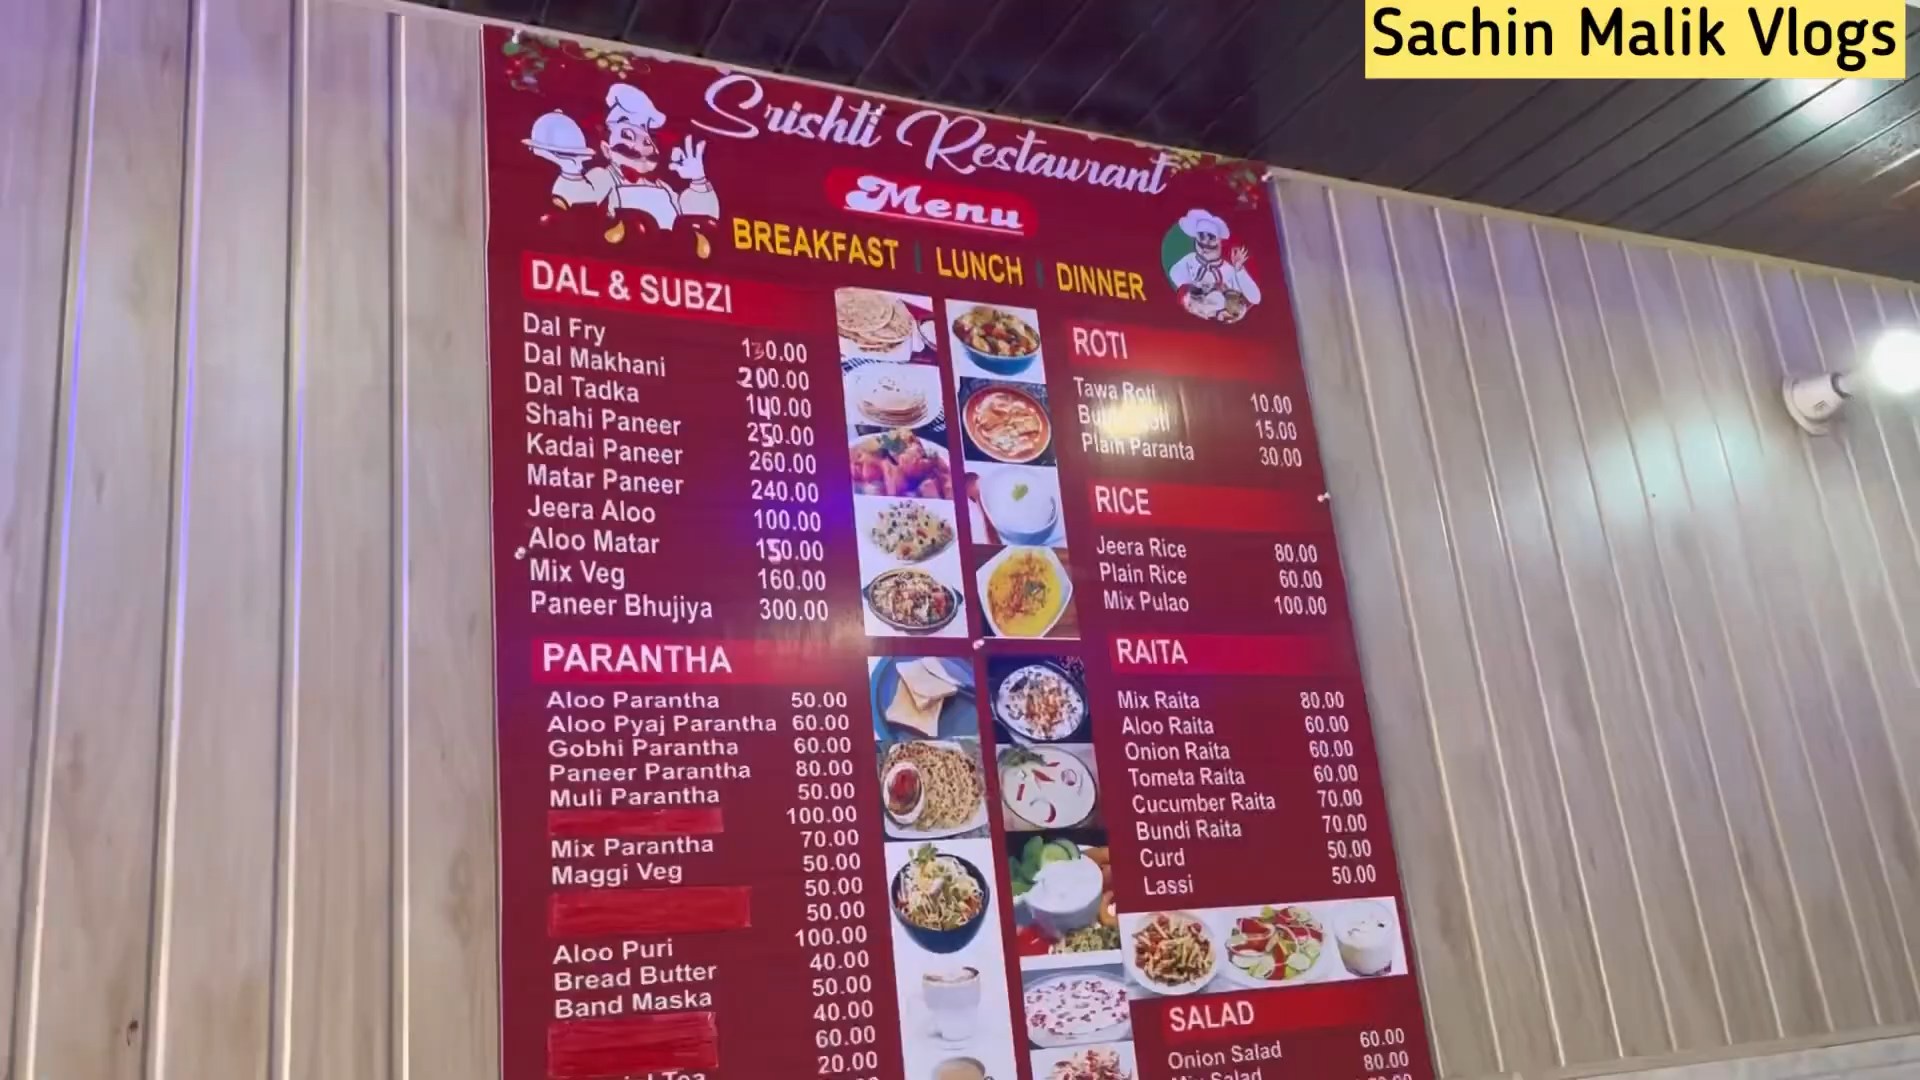 Sachin Malik Vlogs
Srishti Restaurant
Menu
BREAKFAST | LUNCH | DINNER
DAL & SUBZI
Dal Fry 130.00
Dal Makhani 200.00
Dal Tadka 140.00
Shahi Paneer 250.00
Kadai Paneer 260.00
Matar Paneer 240.00
Jeera Aloo 100.00
Aloo Matar 150.00
Mix Veg 160.00
Paneer Bhujiya 300.00
PARANTHA
Aloo Parantha 50.00
Aloo Pyaj Parantha 60.00
Gobhi Parantha 60.00
Paneer Parantha 80.00
Muli Parantha 50.00
100.00
Mix Parantha 70.00
Maggi Veg 50.00
50.00
50.00
Aloo Puri 100.00
Bread Butter 40.00
Band Maska 50.00
40.00
60.00
Tea 20.00
ROTI
Tawa Roti 10.00
15.00
Plain Paranta 30.00
RICE
Jeera Rice 80.00
Plain Rice 60.00
Mix Pulao 100.00
RAITA
Mix Raita 80.00
Aloo Raita 60.00
Onion Raita 60.00
Tometa Raita 60.00
Cucumber Raita 70.00
Bundi Raita 70.00
Curd 50.00
Lassi 50.00
SALAD
Onion Salad 60.00
Mix Salad 80.00